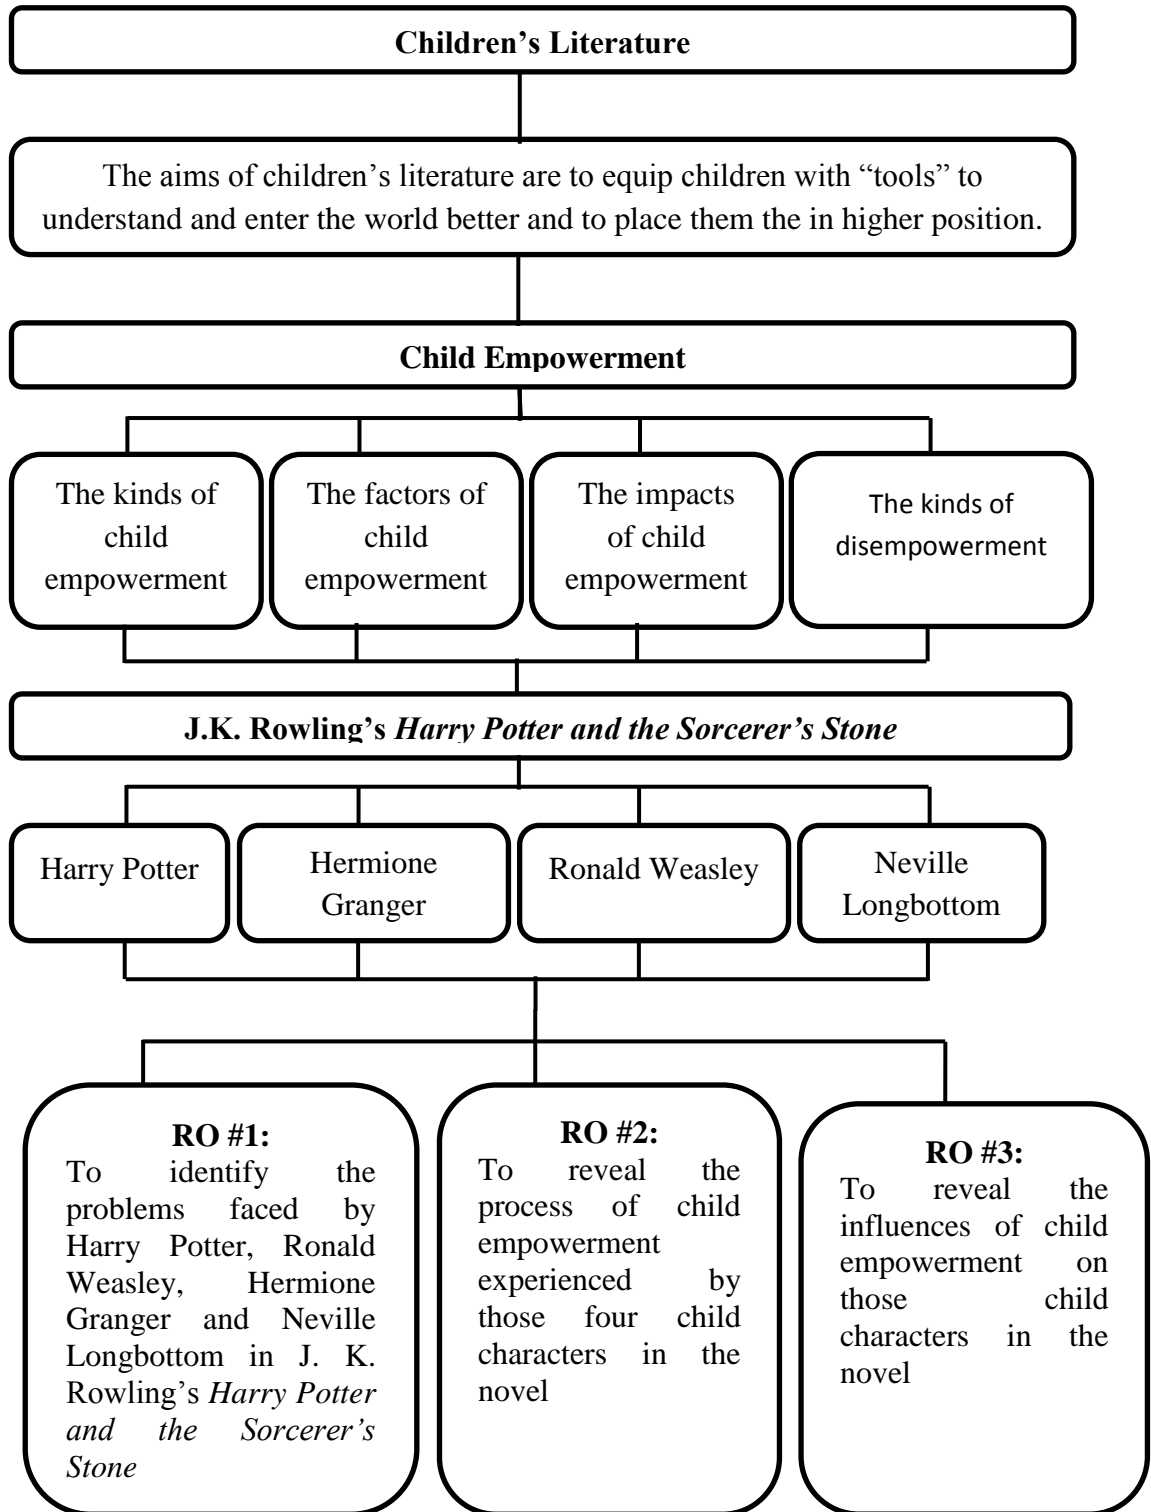 Children’s Literature
The aims of children’s literature are to equip children with “tools” to
understand and enter the world better and to place them the in higher position.
Child Empowerment
The kinds of
child
empowerment
The factors of
child
empowerment
The impacts
of child
empowerment
The kinds of
disempowerment
J.K. Rowling’s Harry Potter and the Sorcerer’s Stone
Harry Potter
Hermione
Granger
Ronald Weasley
Neville
Longbottom
RO #1:
To identify the
problems faced by
Harry Potter, Ronald
Weasley, Hermione
Granger and Neville
Longbottom in J. K.
Rowling’s Harry Potter
and the Sorcerer’s
Stone
RO #2:
To reveal the
process of child
empowerment
experienced by
those four child
characters in the
novel
RO #3:
To reveal the
influences of child
empowerment on
those child
characters in the
novel